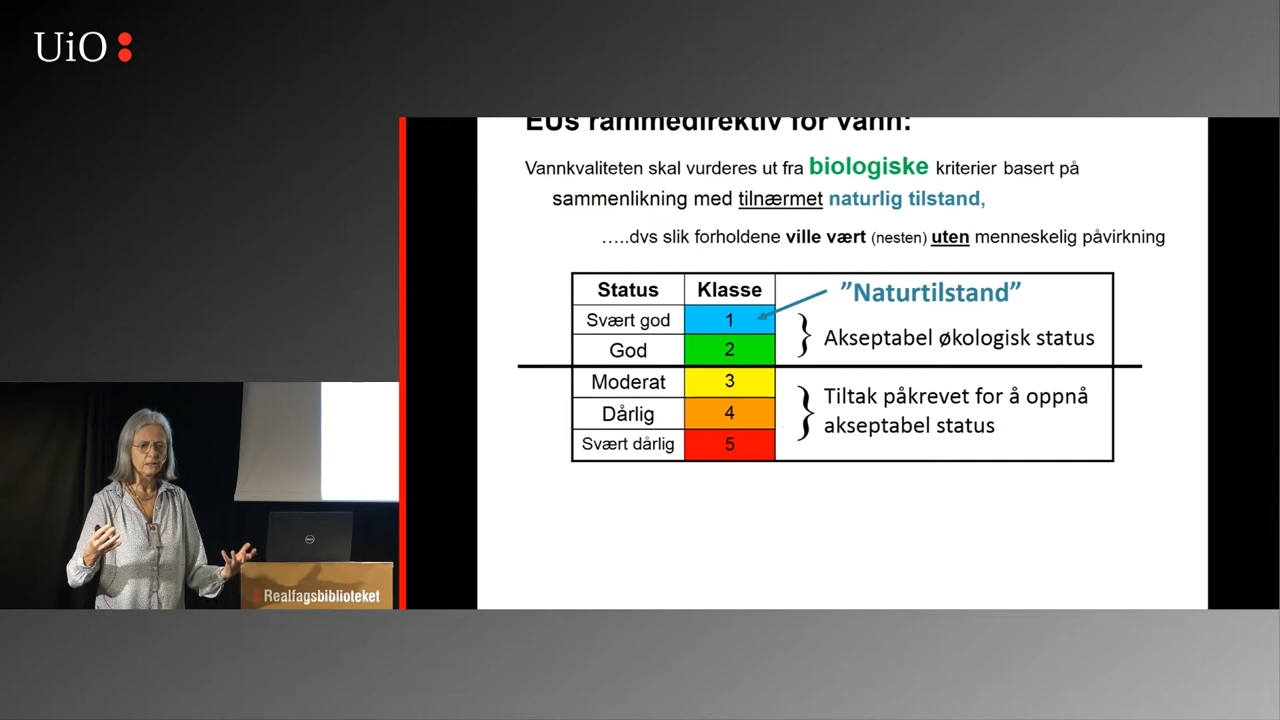 UiO:
EUs rammedirektiv for vann:
Vannkvaliteten skal vurderes ut fra biologiske kriterier basert på
sammenlikning med tilnærmet naturlig tilstand,
…..dvs slik forholdene ville vært (nesten) uten menneskelig påvirkning
Status Klasse
”Naturtilstand”
Svært god 1
Akseptabel økologisk status
God 2
Moderat 3
Tiltak påkrevet for å oppnå
akseptabel status
Dårlig 4
Svært dårlig 5
DELL
Realfagsbiblioteket